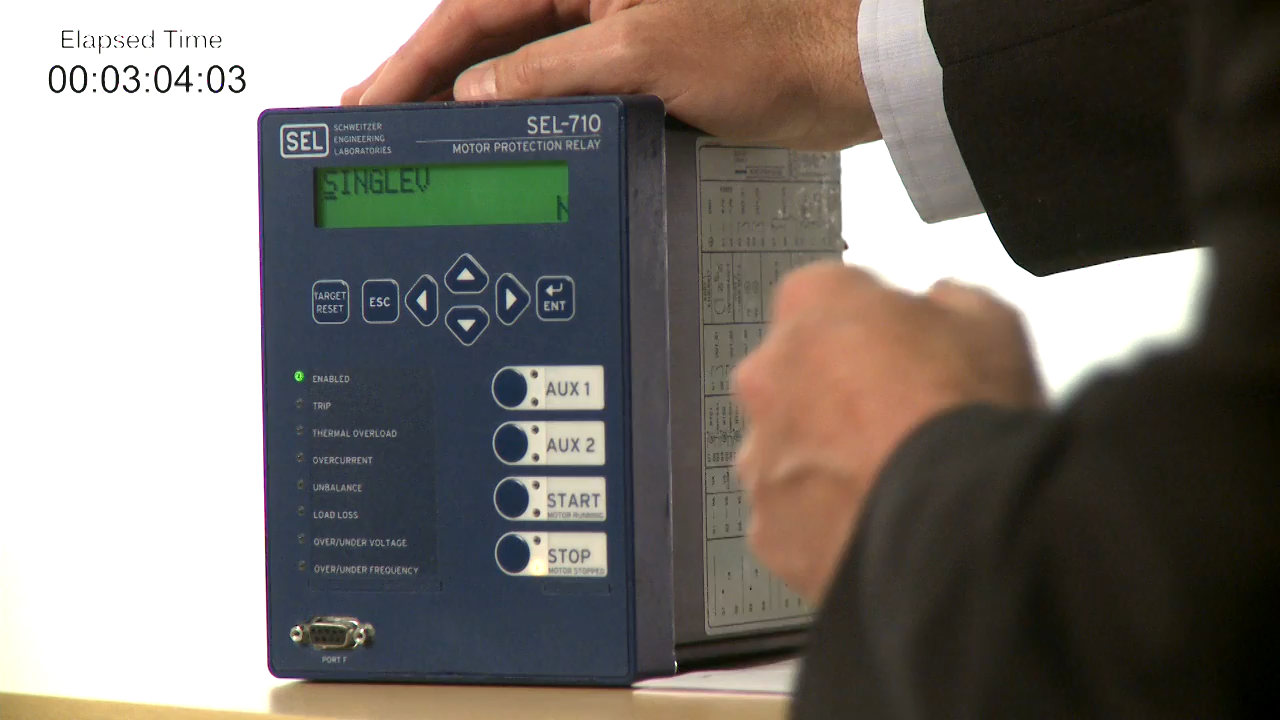 Elapsed Time
00:03:04:03
SEL
SCHWEITZER
ENGINEERING
LABORATORIES
SEL-710
MOTOR PROTECTION RELAY
SINGLEV
N
TARGET
RESET
ESC
ENT
ENABLED
TRIP
THERMAL OVERLOAD
OVERCURRENT
UNBALANCE
LOAD LOSS
OVER/UNDER VOLTAGE
OVER/UNDER FREQUENCY
AUX 1
AUX 2
START
MOTOR RUNNING
STOP
MOTOR STOPPED
PORT F